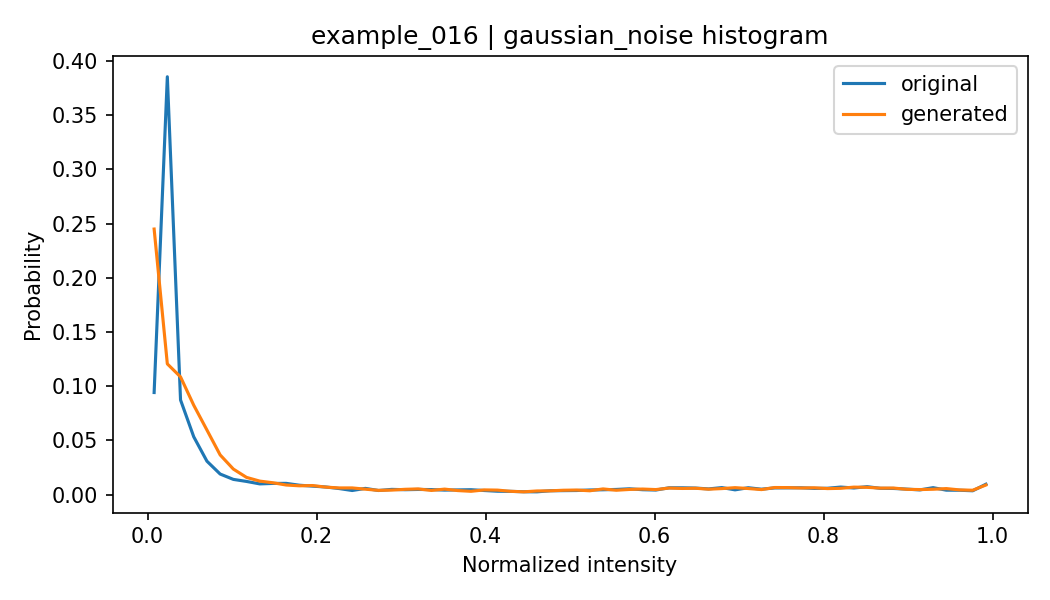 example_016 | gaussian_noise histogram
original
generated
Probability
0.40
0.35
0.30
0.25
0.20
0.15
0.10
0.05
0.00
0.0 0.2 0.4 0.6 0.8 1.0
Normalized intensity